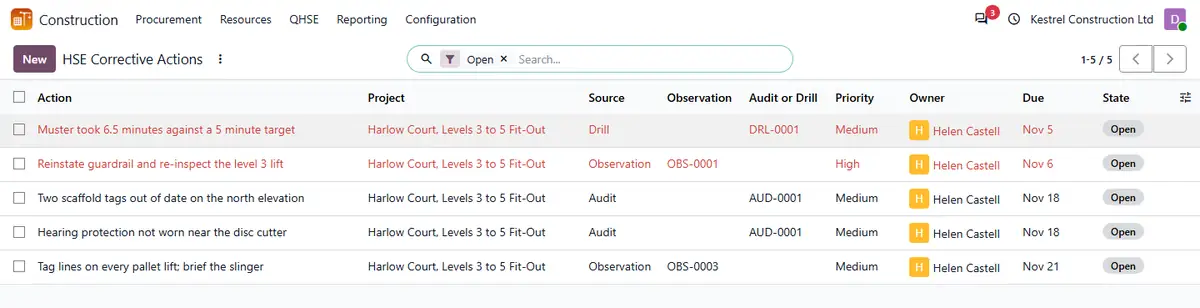 Construction Procurement Resources QHSE Reporting Configuration 3 Kestrel Construction Ltd D
New HSE Corrective Actions Open Search... 1-5 / 5
Action Project Source Observation Audit or Drill Priority Owner Due State
Muster took 6.5 minutes against a 5 minute target Harlow Court, Levels 3 to 5 Fit-Out Drill DRL-0001 Medium H Helen Castell Nov 5 Open
Reinstate guardrail and re-inspect the level 3 lift Harlow Court, Levels 3 to 5 Fit-Out Observation OBS-0001 High H Helen Castell Nov 6 Open
Two scaffold tags out of date on the north elevation Harlow Court, Levels 3 to 5 Fit-Out Audit AUD-0001 Medium H Helen Castell Nov 18 Open
Hearing protection not worn near the disc cutter Harlow Court, Levels 3 to 5 Fit-Out Audit AUD-0001 Medium H Helen Castell Nov 18 Open
Tag lines on every pallet lift; brief the slinger Harlow Court, Levels 3 to 5 Fit-Out Observation OBS-0003 Medium H Helen Castell Nov 21 Open